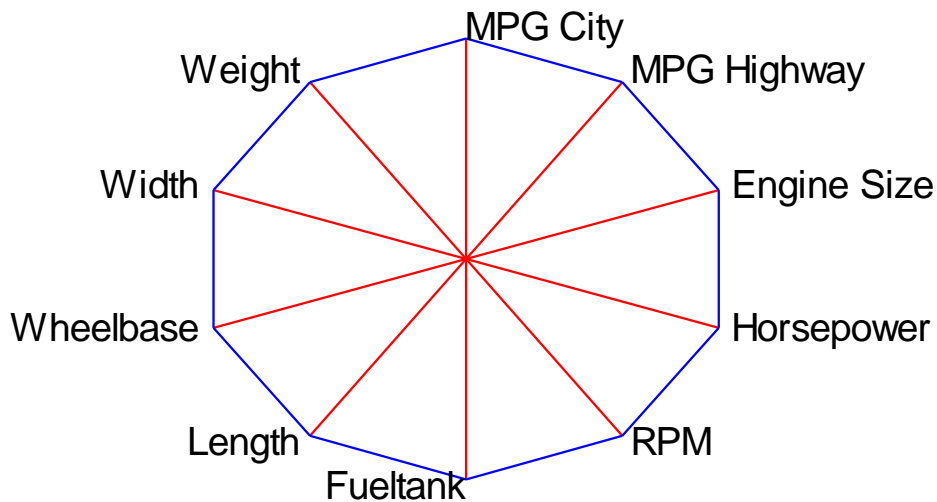 MPG City
Weight
MPG Highway
Width
Engine Size
Wheelbase
Horsepower
Length
RPM
Fueltank